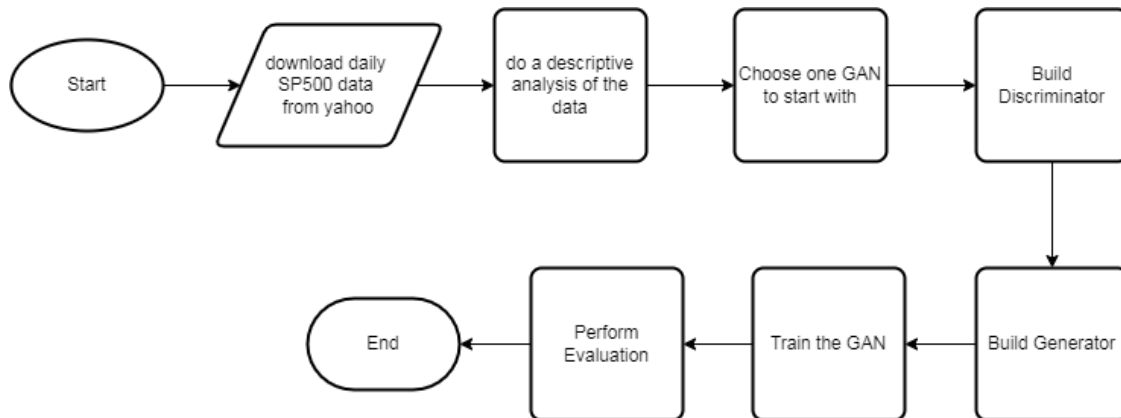 Start
download daily
SP500 data
from yahoo
do a descriptive
analysis of the
data
Choose one GAN
to start with
Build
Discriminator
Build Generator
Train the GAN
Perform
Evaluation
End